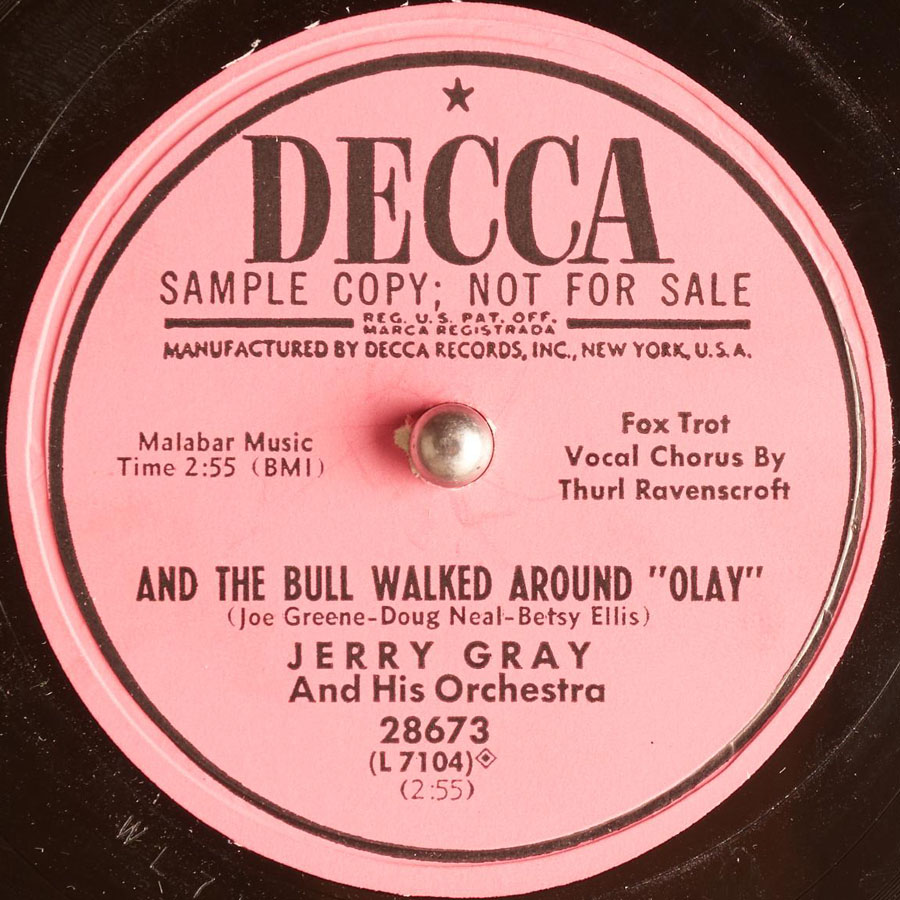 DECCA
SAMPLE COPY; NOT FOR SALE
REG. U.S. PAT. OFF.
MARCA REGISTRADA
MANUFACTURED BY DECCA RECORDS, INC., NEW YORK, U.S.A.
Malabar Music
Time 2:55 (BMI)
Fox Trot
Vocal Chorus By
Thurl Ravenscroft
AND THE BULL WALKED AROUND "OLAY"
(Joe Greene-Doug Neal-Betsy Ellis)
JERRY GRAY
And His Orchestra
28673
(L 7104)
(2:55)